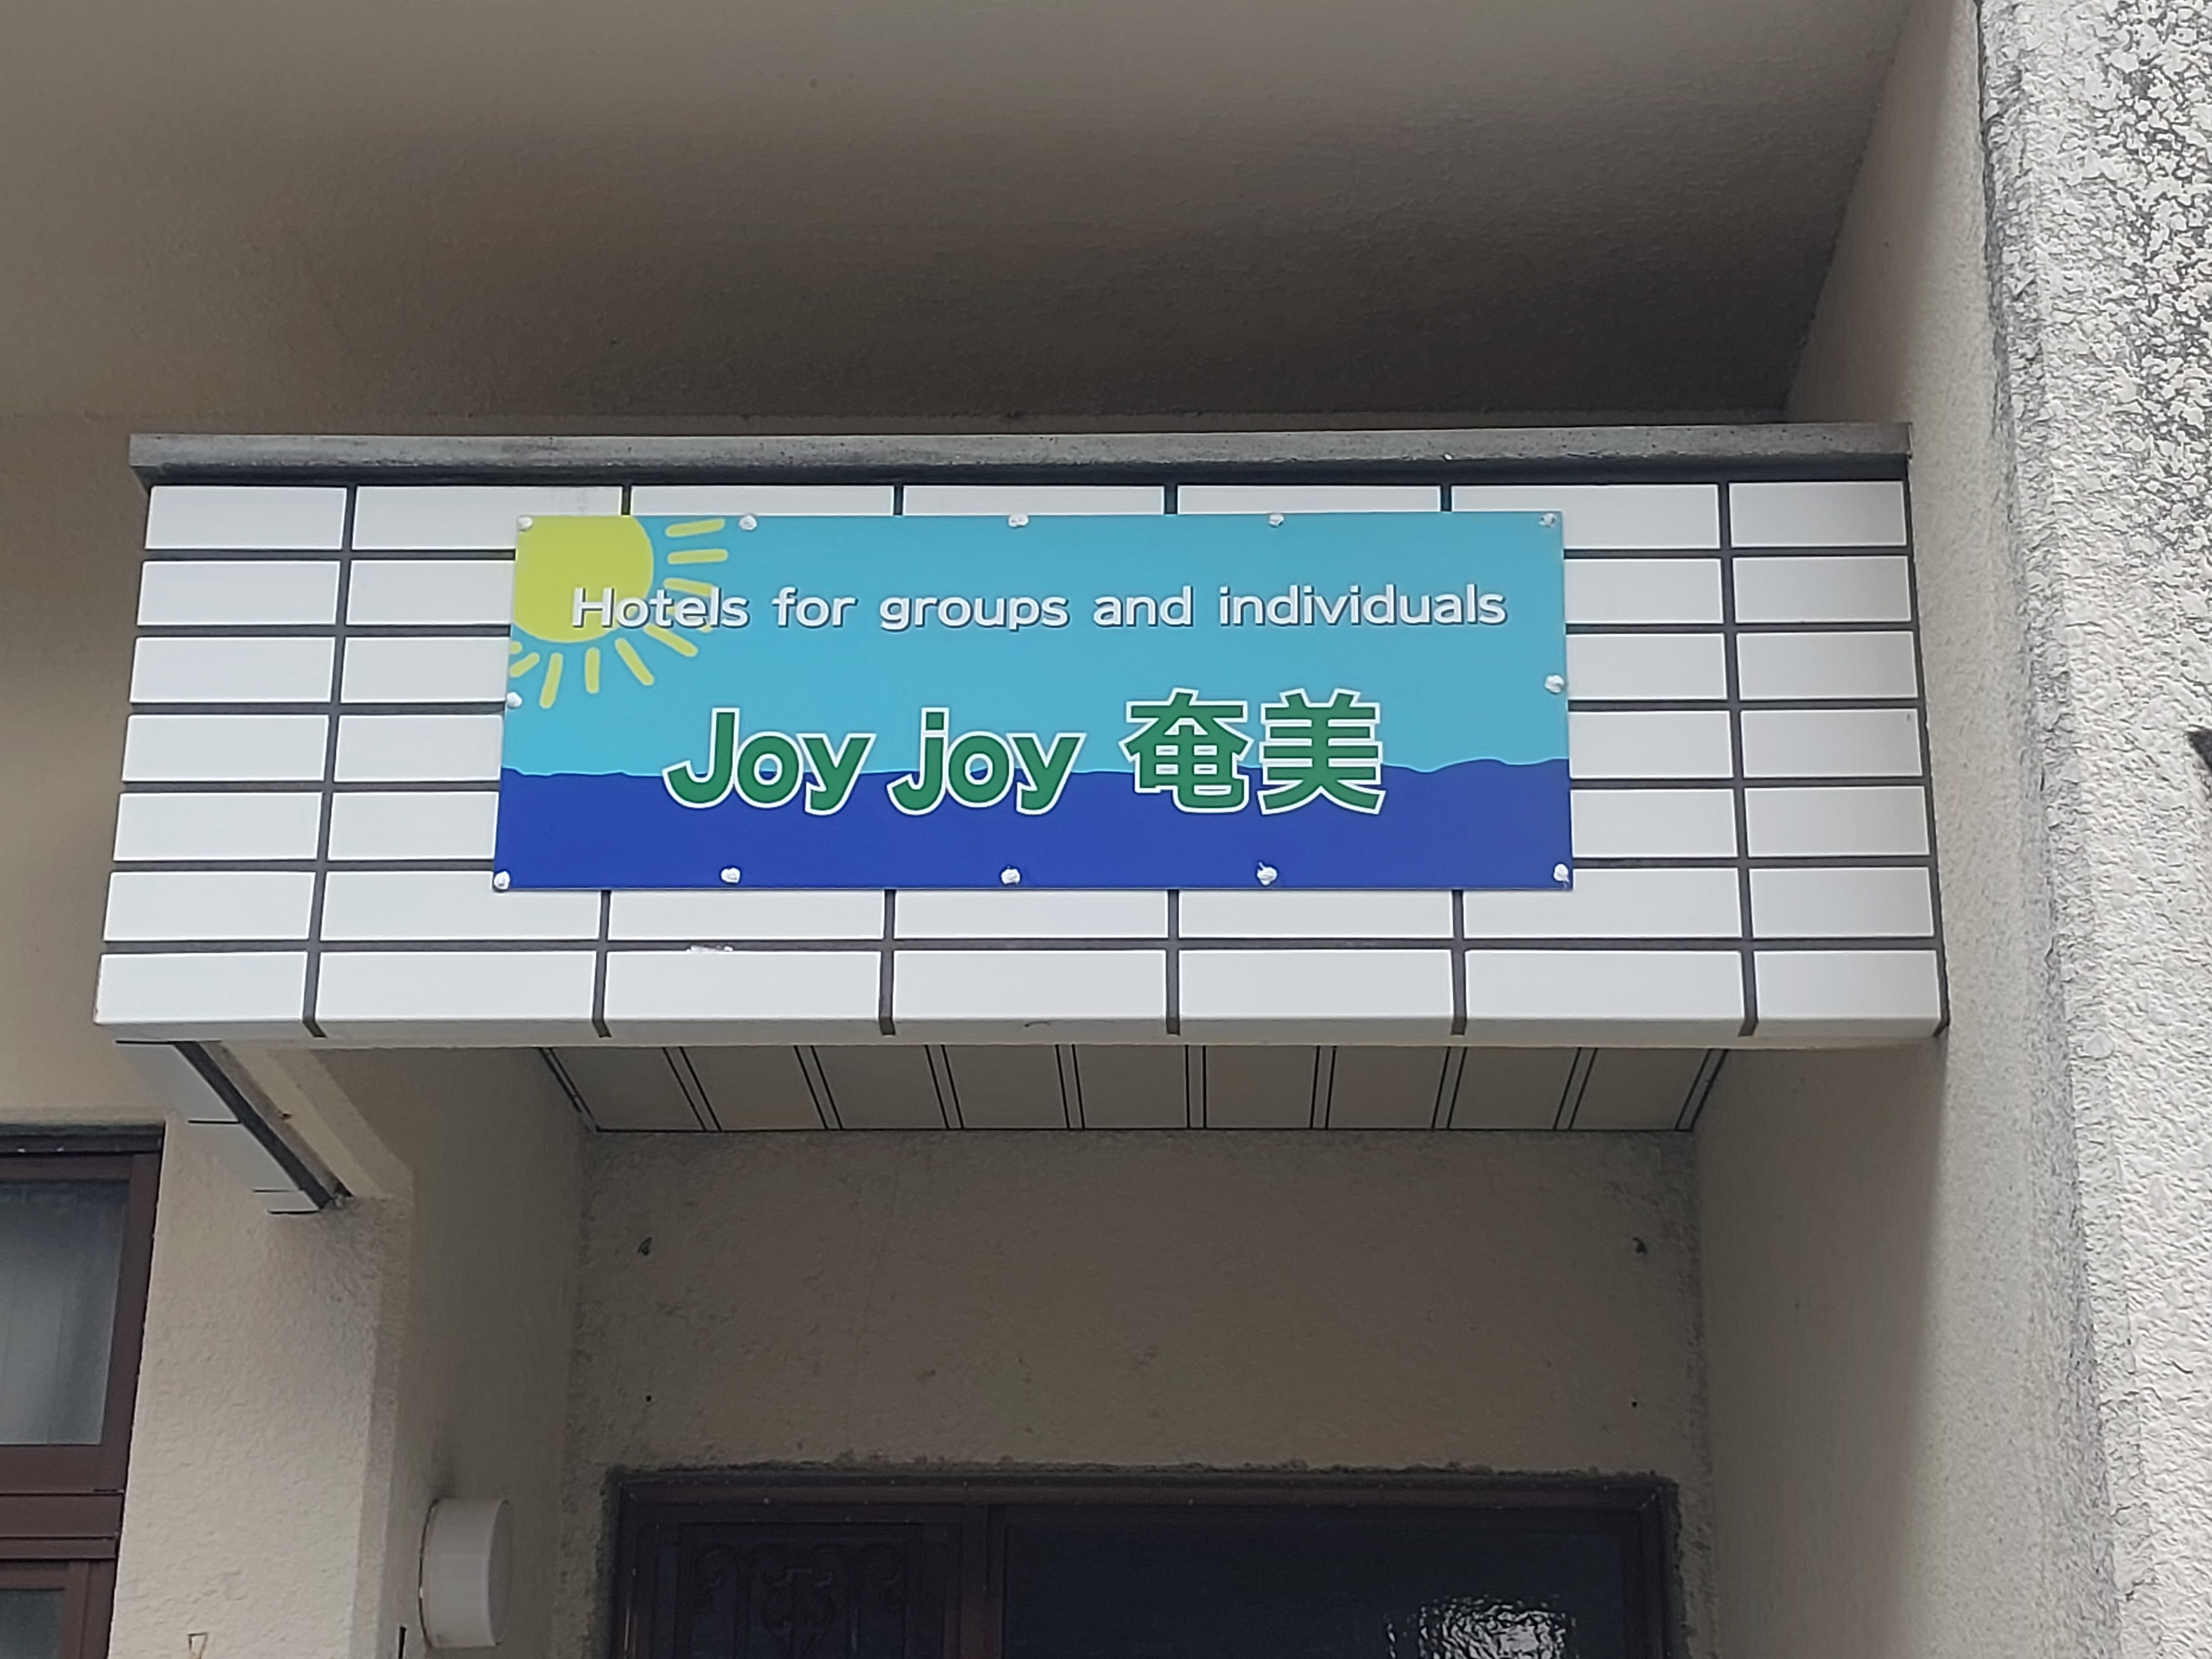 Hotels for groups and individuals
Joy joy 奄美